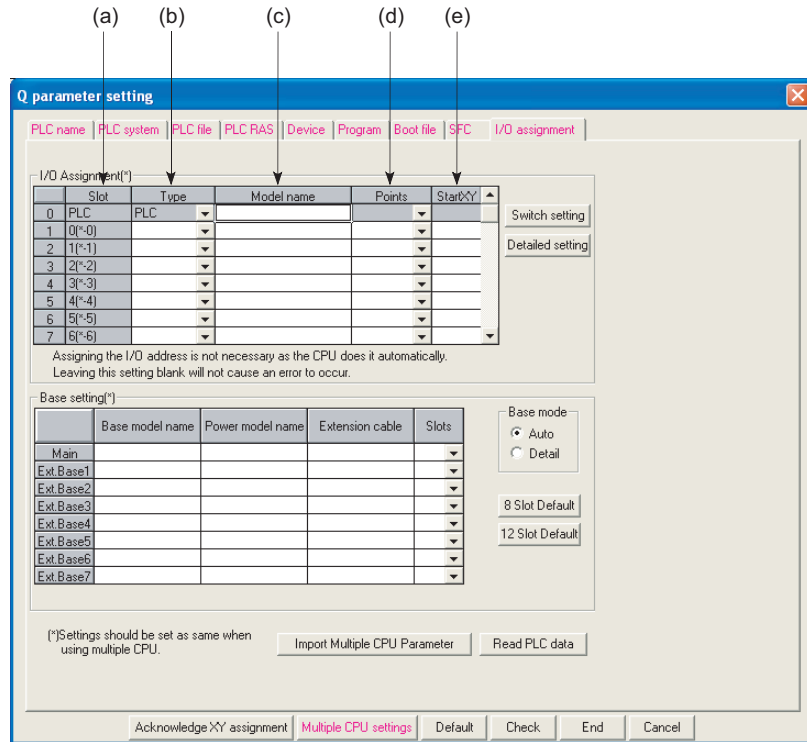 (a) (b) (c) (d) (e)
Q parameter setting
PLC name PLC system PLC file PLC RAS Device Program Boot file SFC I/O assignment
I/O Assignment(*)
Slot Type Model name Points StartXY
0 PLC PLC
1 0(*-0)
2 1(*-1)
3 2(*-2)
4 3(*-3)
5 4(*-4)
6 5(*-5)
7 6(*-6)
Switch setting
Detailed setting
Assigning the I/O address is not necessary as the CPU does it automatically.
Leaving this setting blank will not cause an error to occur.
Base setting(*)
Base model name Power model name Extension cable Slots
Main
Ext.Base1
Ext.Base2
Ext.Base3
Ext.Base4
Ext.Base5
Ext.Base6
Ext.Base7
Base mode
Auto
Detail
8 Slot Default
12 Slot Default
(*)Settings should be set as same when
using multiple CPU.
Import Multiple CPU Parameter Read PLC data
Acknowledge XY assignment Multiple CPU settings Default Check End Cancel